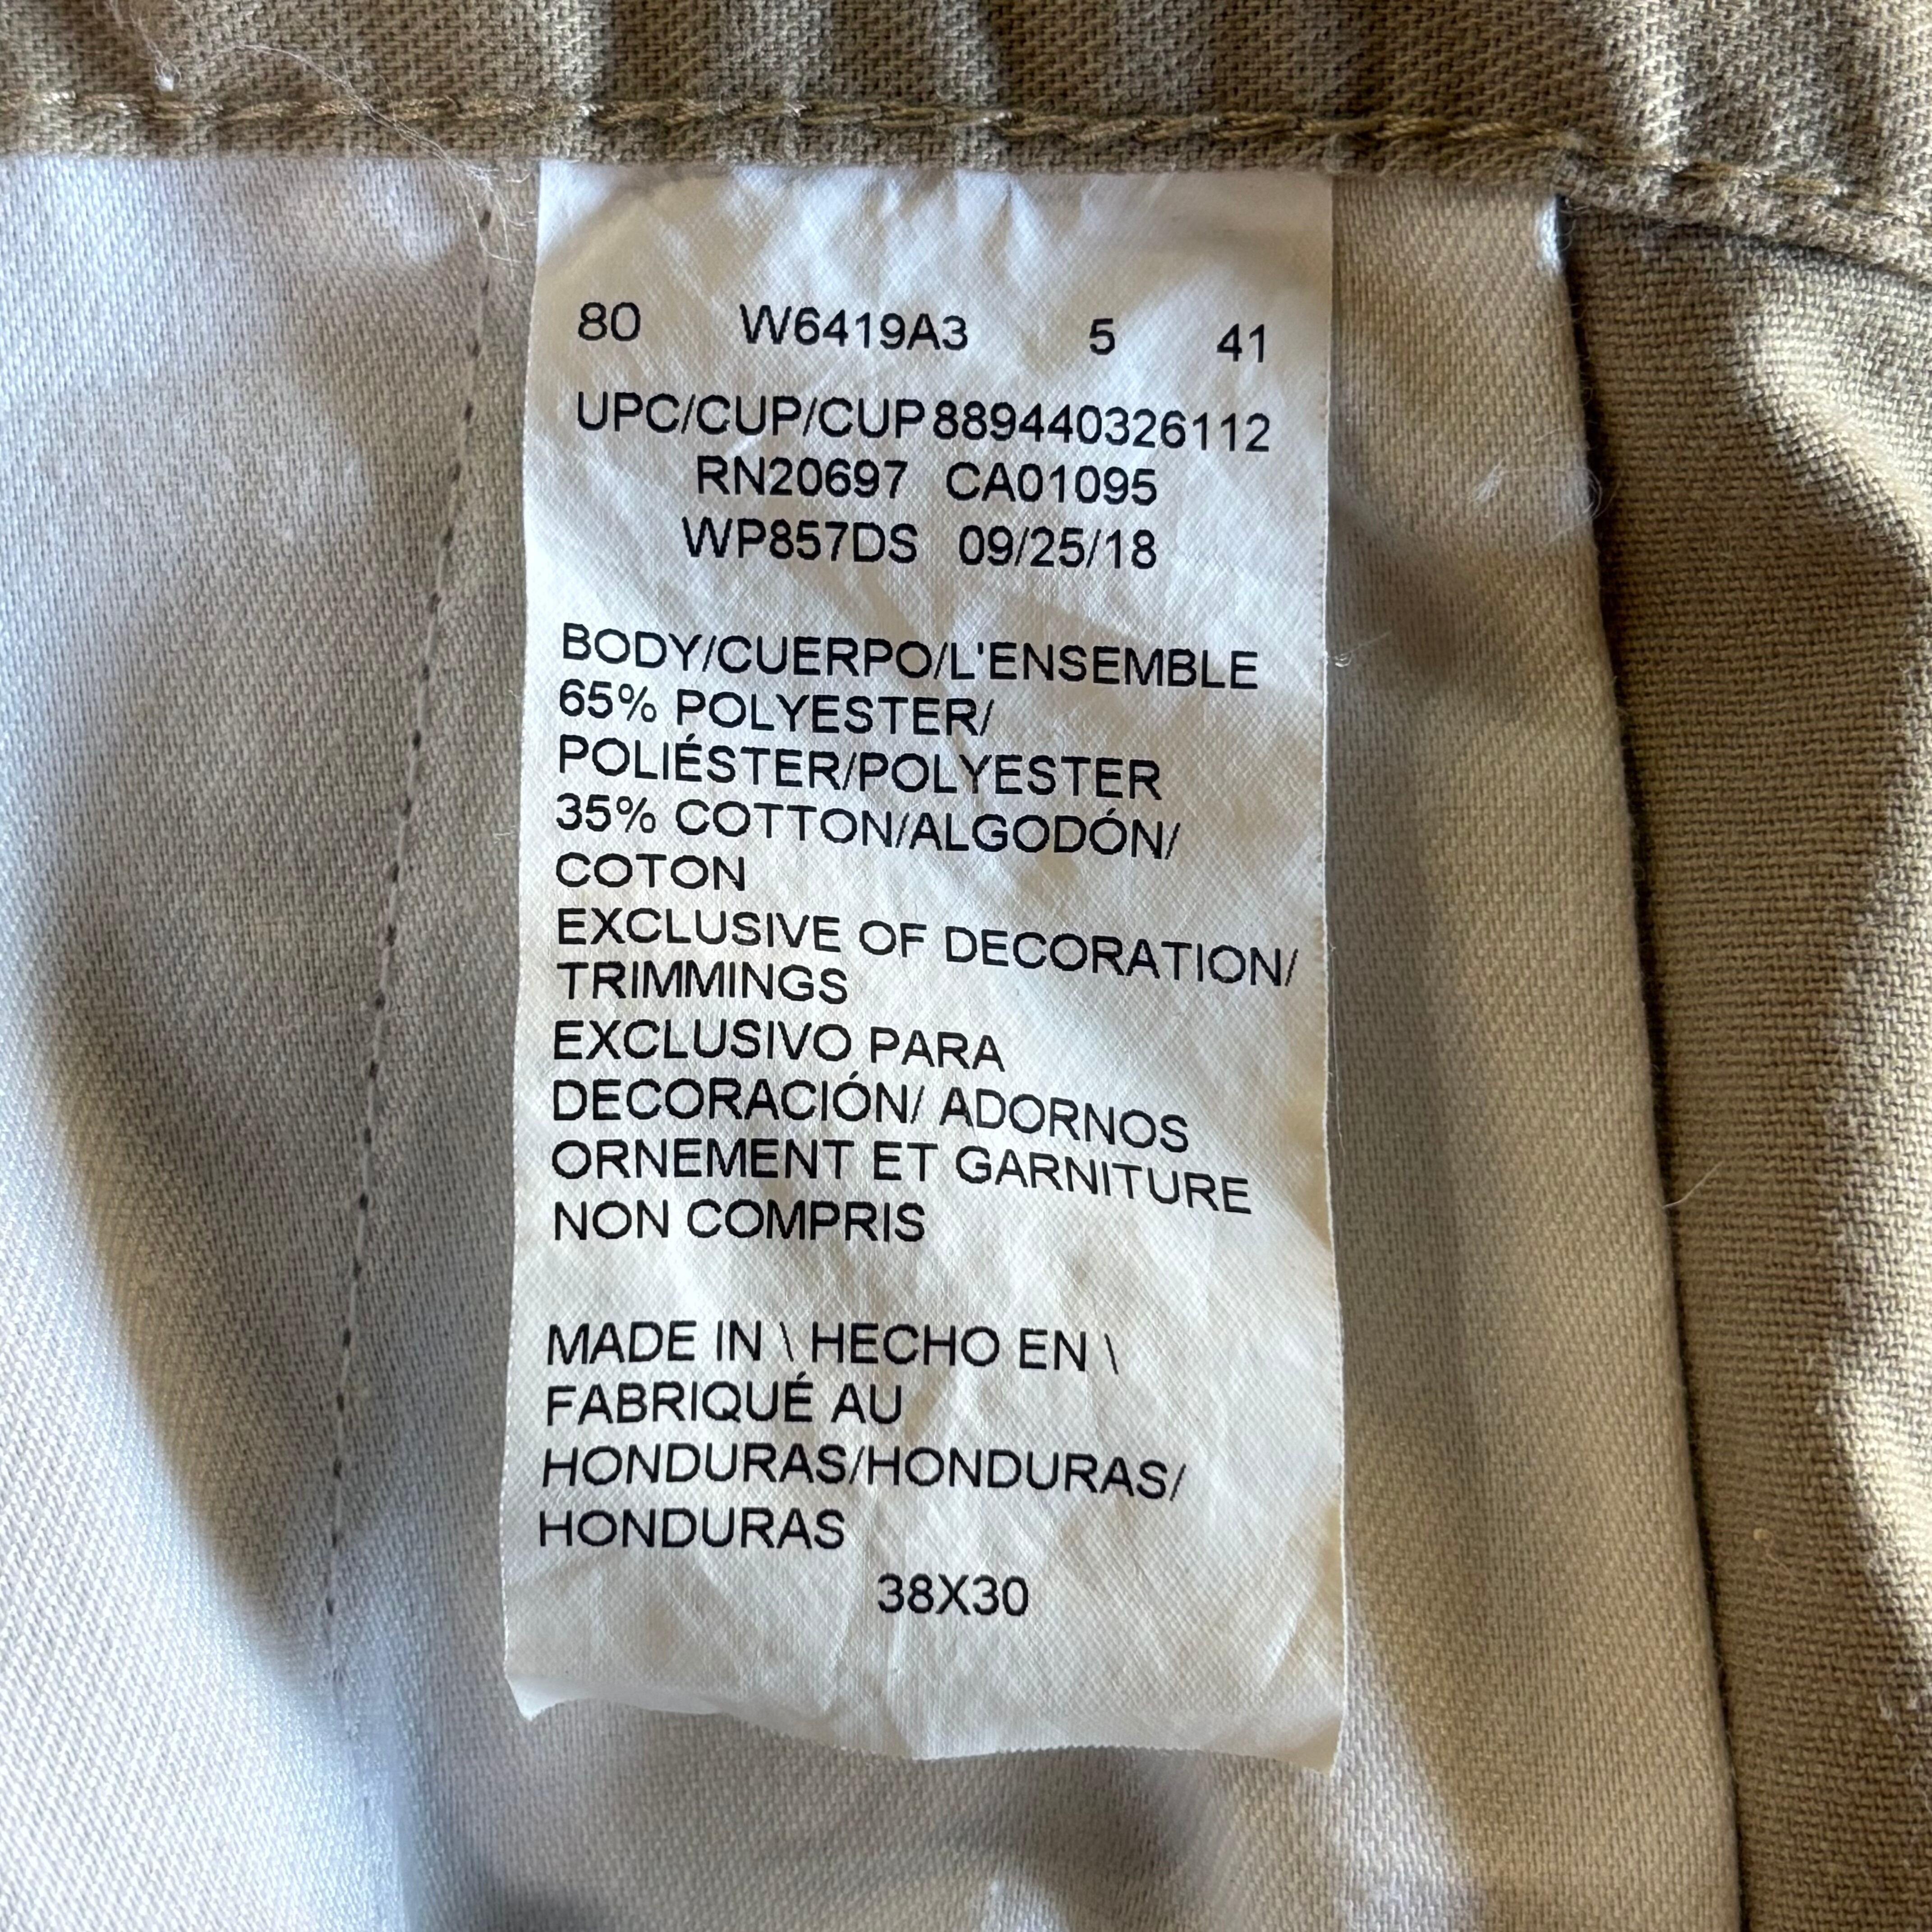 80 W6419A3 5 41
UPC/CUP/CUP 889440326112
RN20697 CA01095
WP857DS 09/25/18
BODY/CUERPO/L'ENSEMBLE
65% POLYESTER/
POLIÉSTER/POLYESTER
35% COTTON/ALGODÓN/
COTON
EXCLUSIVE OF DECORATION/
TRIMMINGS
EXCLUSIVO PARA
DECORACIÓN/ ADORNOS
ORNEMENT ET GARNITURE
NON COMPRIS
MADE IN \ HECHO EN \
FABRIQUÉ AU
HONDURAS/HONDURAS/
HONDURAS
38X30